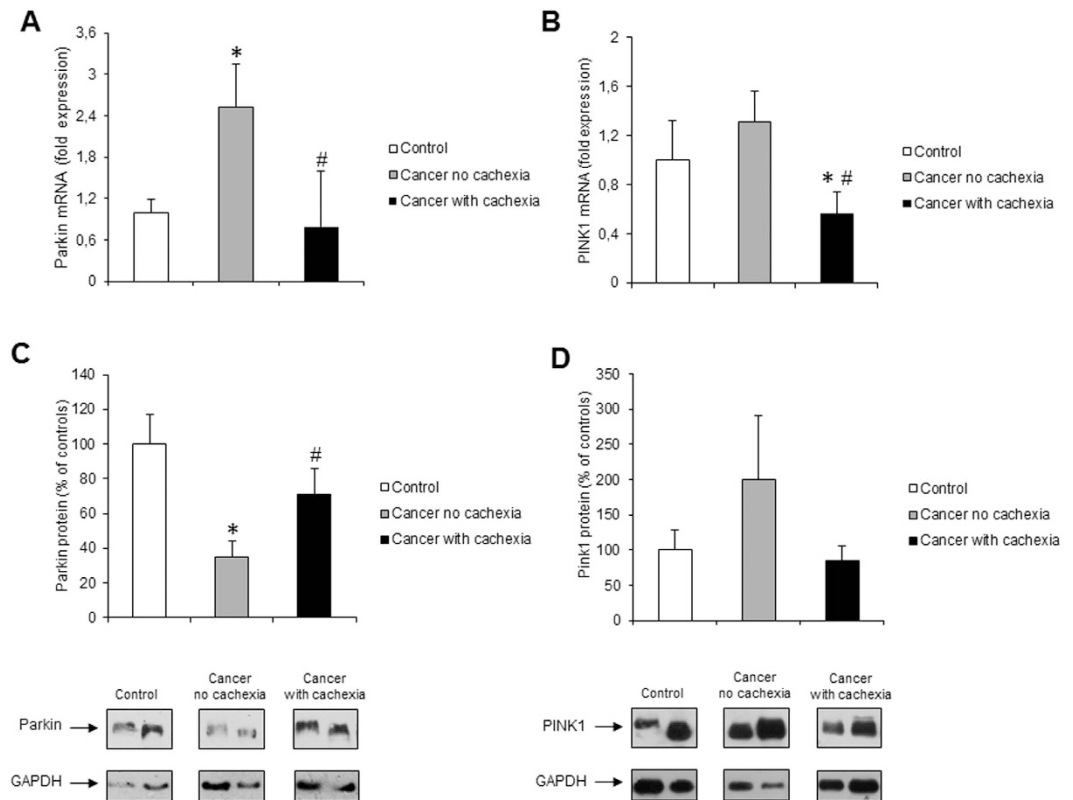 A
Parkin mRNA (fold expression)
3,6
3
2,4
1,8
1,2
0,6
0
*
#
Control
Cancer no cachexia
Cancer with cachexia
B
PINK1 mRNA (fold expression)
2
1,6
1,2
0,8
0,4
0
* #
Control
Cancer no cachexia
Cancer with cachexia
C
Parkin protein (% of controls)
140
120
100
80
60
40
20
0
*
#
Control
Cancer no cachexia
Cancer with cachexia
Control
Cancer
no cachexia
Cancer
with cachexia
Parkin
GAPDH
D
Pink1 protein (% of controls)
350
300
250
200
150
100
50
0
Control
Cancer no cachexia
Cancer with cachexia
Control
Cancer
no cachexia
Cancer
with cachexia
PINK1
GAPDH